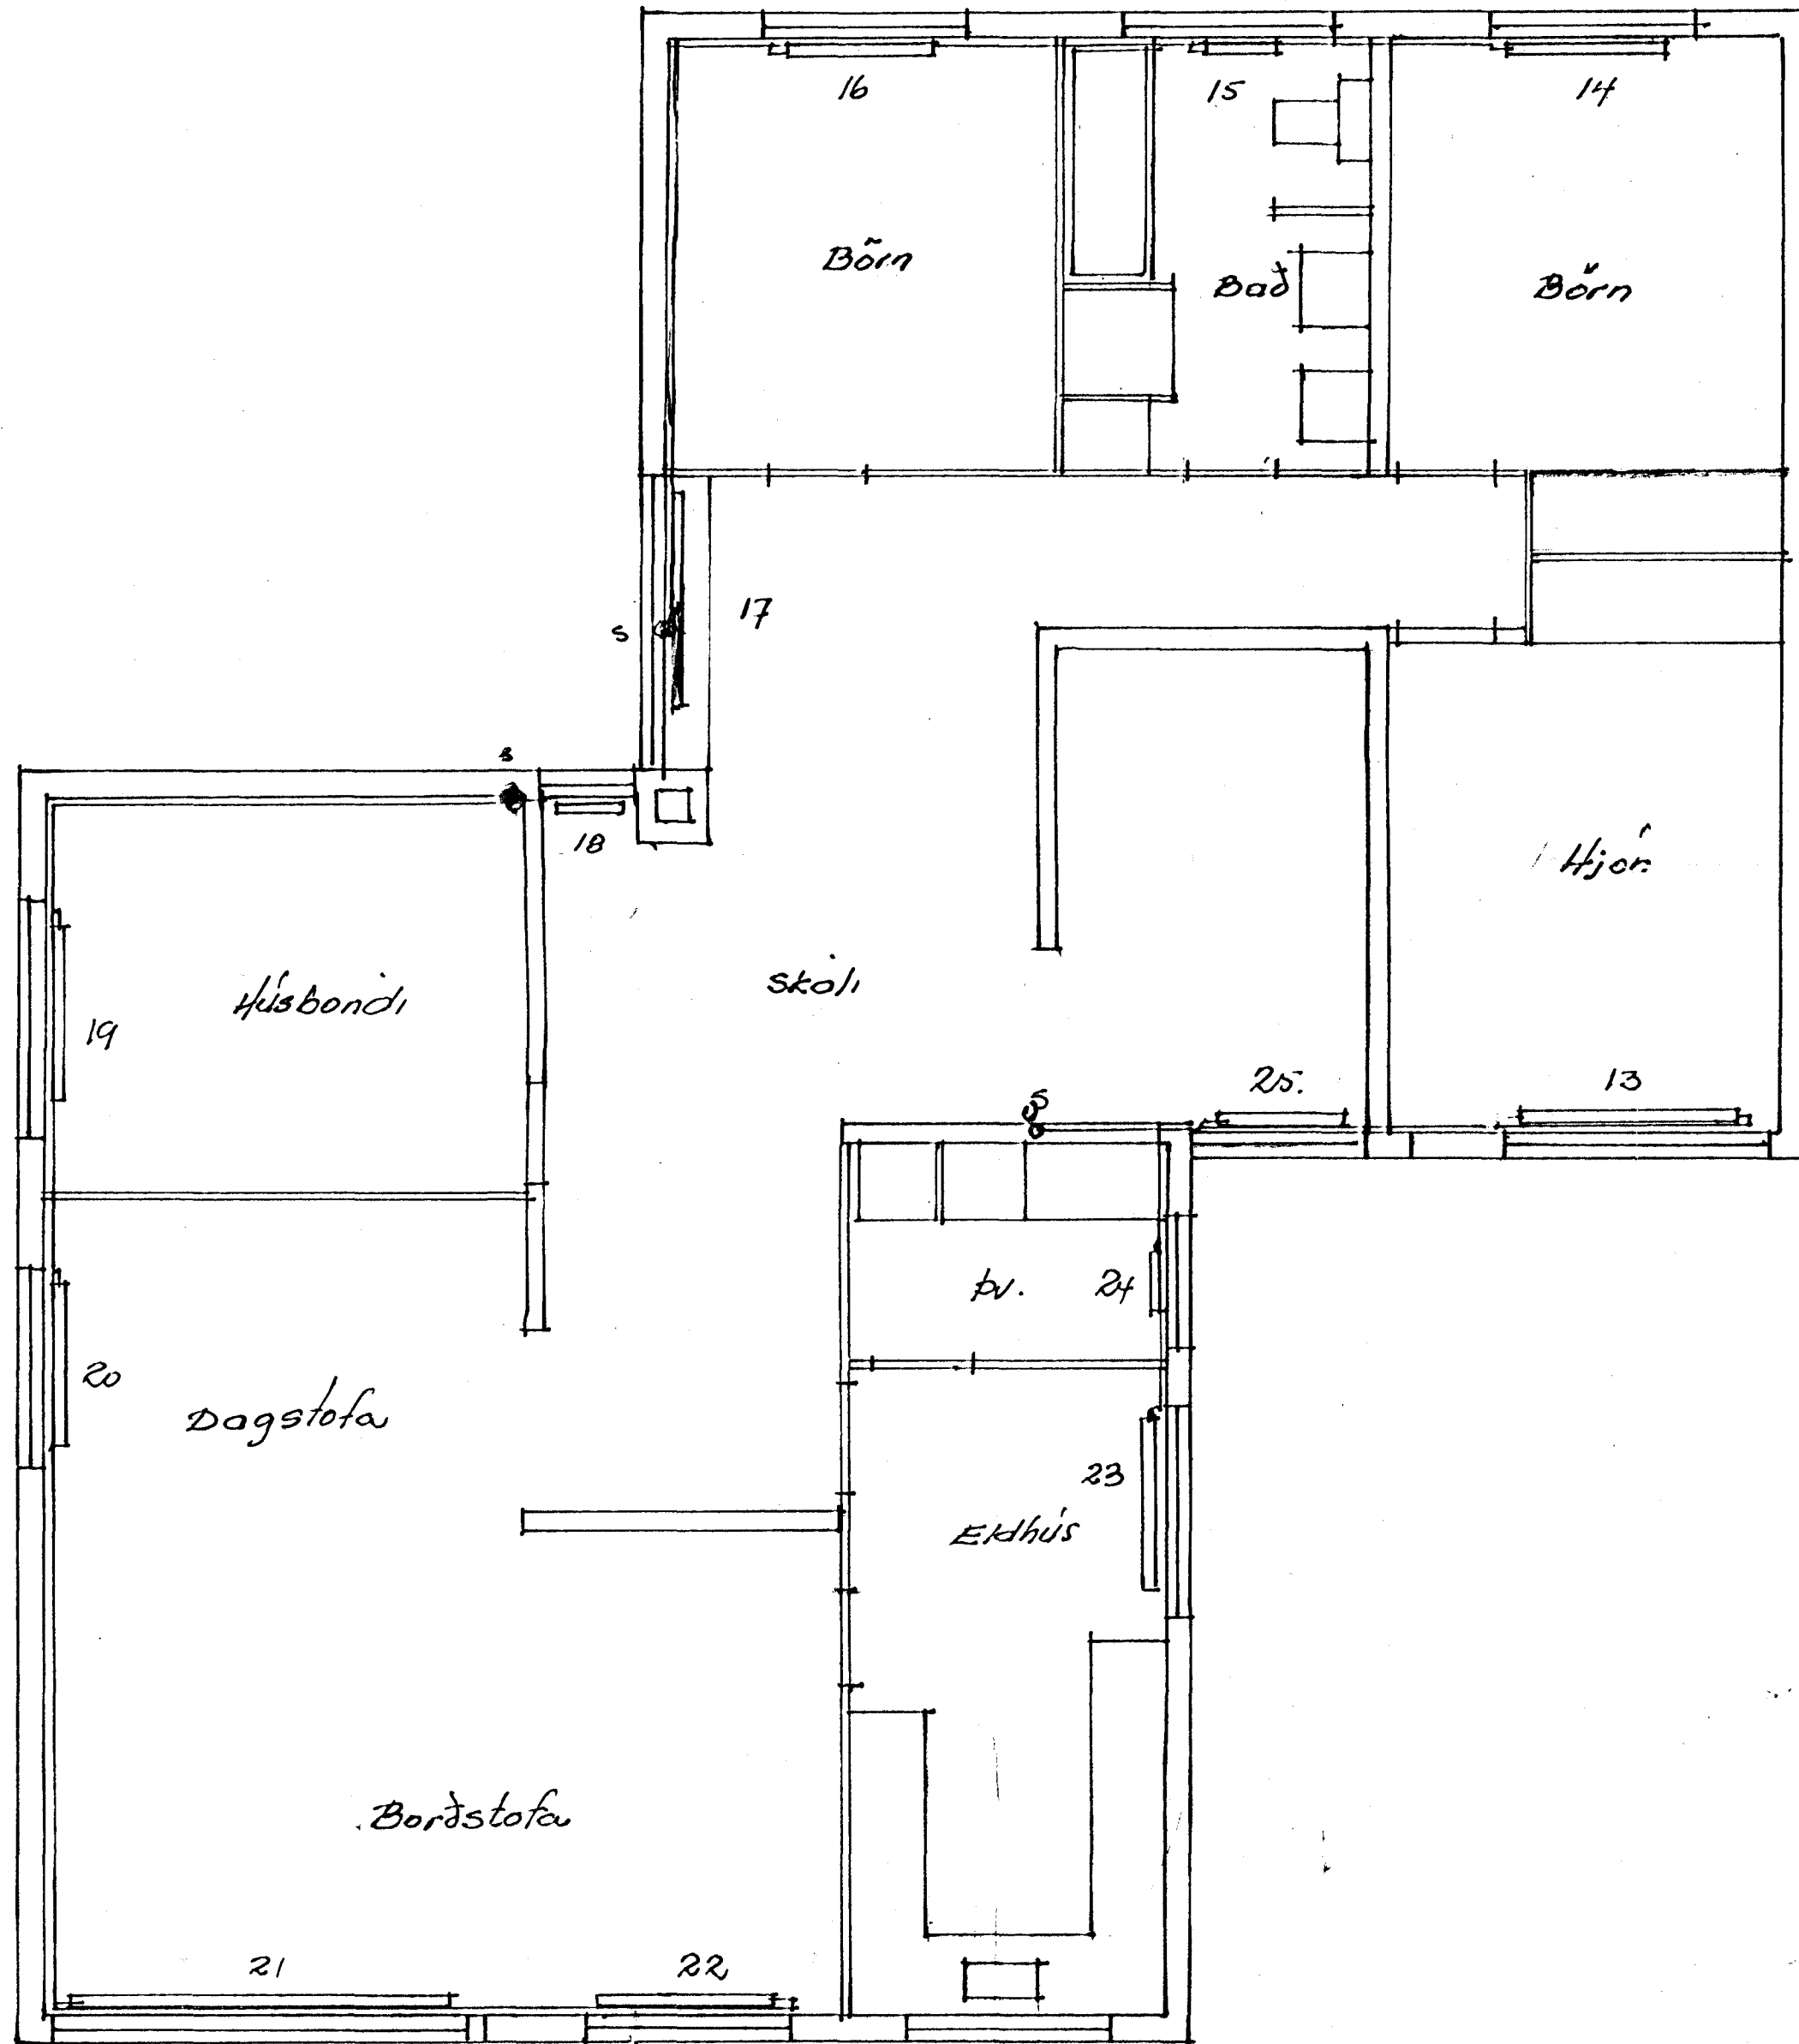 16
15
14
Börn
Bað
Börn
17
s
s
18
Hjón
Húsbóndi
skáli
19
25.
13
s
þv.
24
20
Dagstofa
23
Eldhús
Borðstofa
21
22